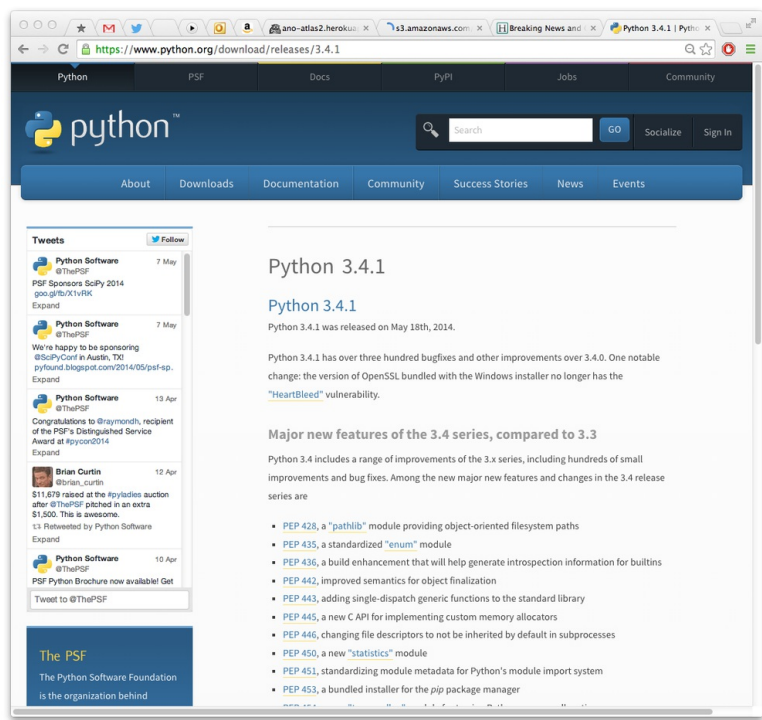 ano-atlas2.heroku
s3.amazonaws.com
Breaking News and
Python 3.4.1 | Pytho
https://www.python.org/download/releases/3.4.1
Python PSF Docs PyPI Jobs Community
python™
Search GO Socialize Sign In
About Downloads Documentation Community Success Stories News Events
Tweets Follow
Python Software 7 May
@ThePSF
PSF Sponsors SciPy 2014
goo.gl/fb/X1vRK
Expand
Python Software 7 May
@ThePSF
We're happy to be sponsoring
@SciPyConf in Austin, TX!
pyfound.blogspot.com/2014/05/psf-sp.
Expand
Python Software 13 Apr
@ThePSF
Congratulations to @raymondh, recipient
of the PSF's Distinguished Service
Award at #pycon2014
Expand
Brian Curtin 12 Apr
@brian_curtin
$11,679 raised at the #pyladies auction
after @ThePSF pitched in an extra
$1,500. This is awesome.
Retweeted by Python Software
Expand
Python Software 10 Apr
@ThePSF
PSF Python Brochure now available! Get
Tweet to @ThePSF
The PSF
The Python Software Foundation
is the organization behind
Python 3.4.1
Python 3.4.1
Python 3.4.1 was released on May 18th, 2014.
Python 3.4.1 has over three hundred bugfixes and other improvements over 3.4.0. One notable
change: the version of OpenSSL bundled with the Windows installer no longer has the
"HeartBleed" vulnerability.
Major new features of the 3.4 series, compared to 3.3
Python 3.4 includes a range of improvements of the 3.x series, including hundreds of small
improvements and bug fixes. Among the new major new features and changes in the 3.4 release
series are
PEP 428, a "pathlib" module providing object-oriented filesystem paths
PEP 435, a standardized "enum" module
PEP 436, a build enhancement that will help generate introspection information for builtins
PEP 442, improved semantics for object finalization
PEP 443, adding single-dispatch generic functions to the standard library
PEP 445, a new C API for implementing custom memory allocators
PEP 446, changing file descriptors to not be inherited by default in subprocesses
PEP 450, a new "statistics" module
PEP 451, standardizing module metadata for Python's module import system
PEP 453, a bundled installer for the pip package manager